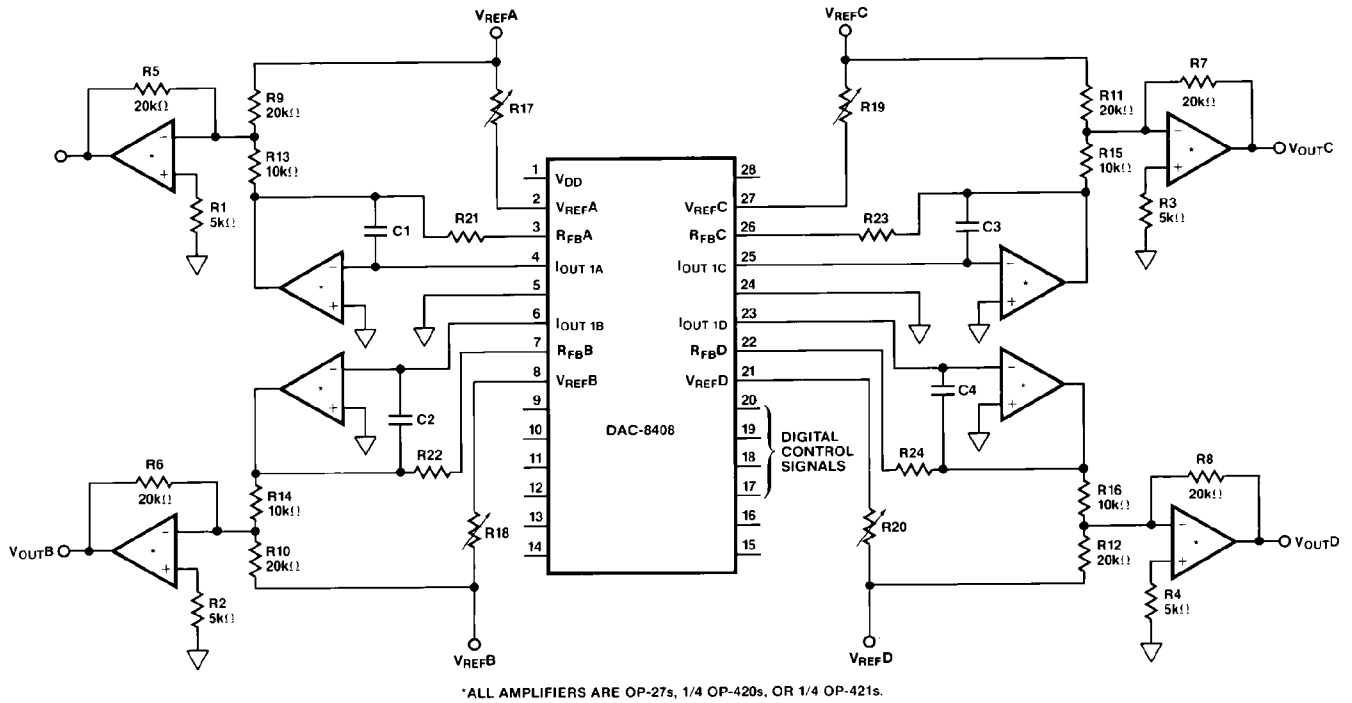 VREFA
VREFC
R5
20kΩ
R9
20kΩ
R17
R19
R11
20kΩ
R7
20kΩ
-
*
+
R13
10kΩ
R15
10kΩ
-
*
+
VOUTC
R1
5kΩ
R3
5kΩ
1
VDD
28
2
VREFA
VREFC
27
R21
3
RFBA
RFBC
26
R23
C1
C3
4
IOUT 1A
IOUT 1C
25
-
*
+
-
*
+
5
24
6
IOUT 1B
IOUT 1D
23
7
RFBB
RFBD
22
8
VREFB
VREFD
21
-
*
+
-
*
+
C2
C4
9
20
10
DAC-8408
19
DIGITAL
CONTROL
SIGNALS
11
18
12
17
13
16
14
15
R22
R24
R6
20kΩ
R14
10kΩ
R16
10kΩ
R8
20kΩ
R18
R20
VOUTB
-
*
+
R10
20kΩ
R12
20kΩ
-
*
+
VOUTD
R2
5kΩ
R4
5kΩ
VREFB
VREFD
*ALL AMPLIFIERS ARE OP-27s, 1/4 OP-420s, OR 1/4 OP-421s.